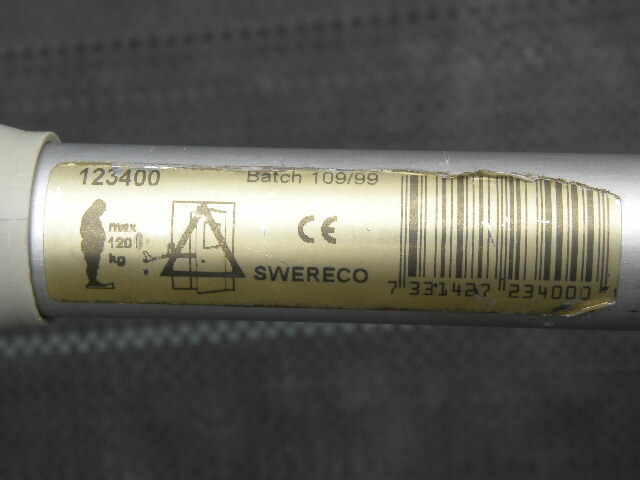 123400
Batch 109/99
max
120
kg
CE
SWERECO
7 331427 234000